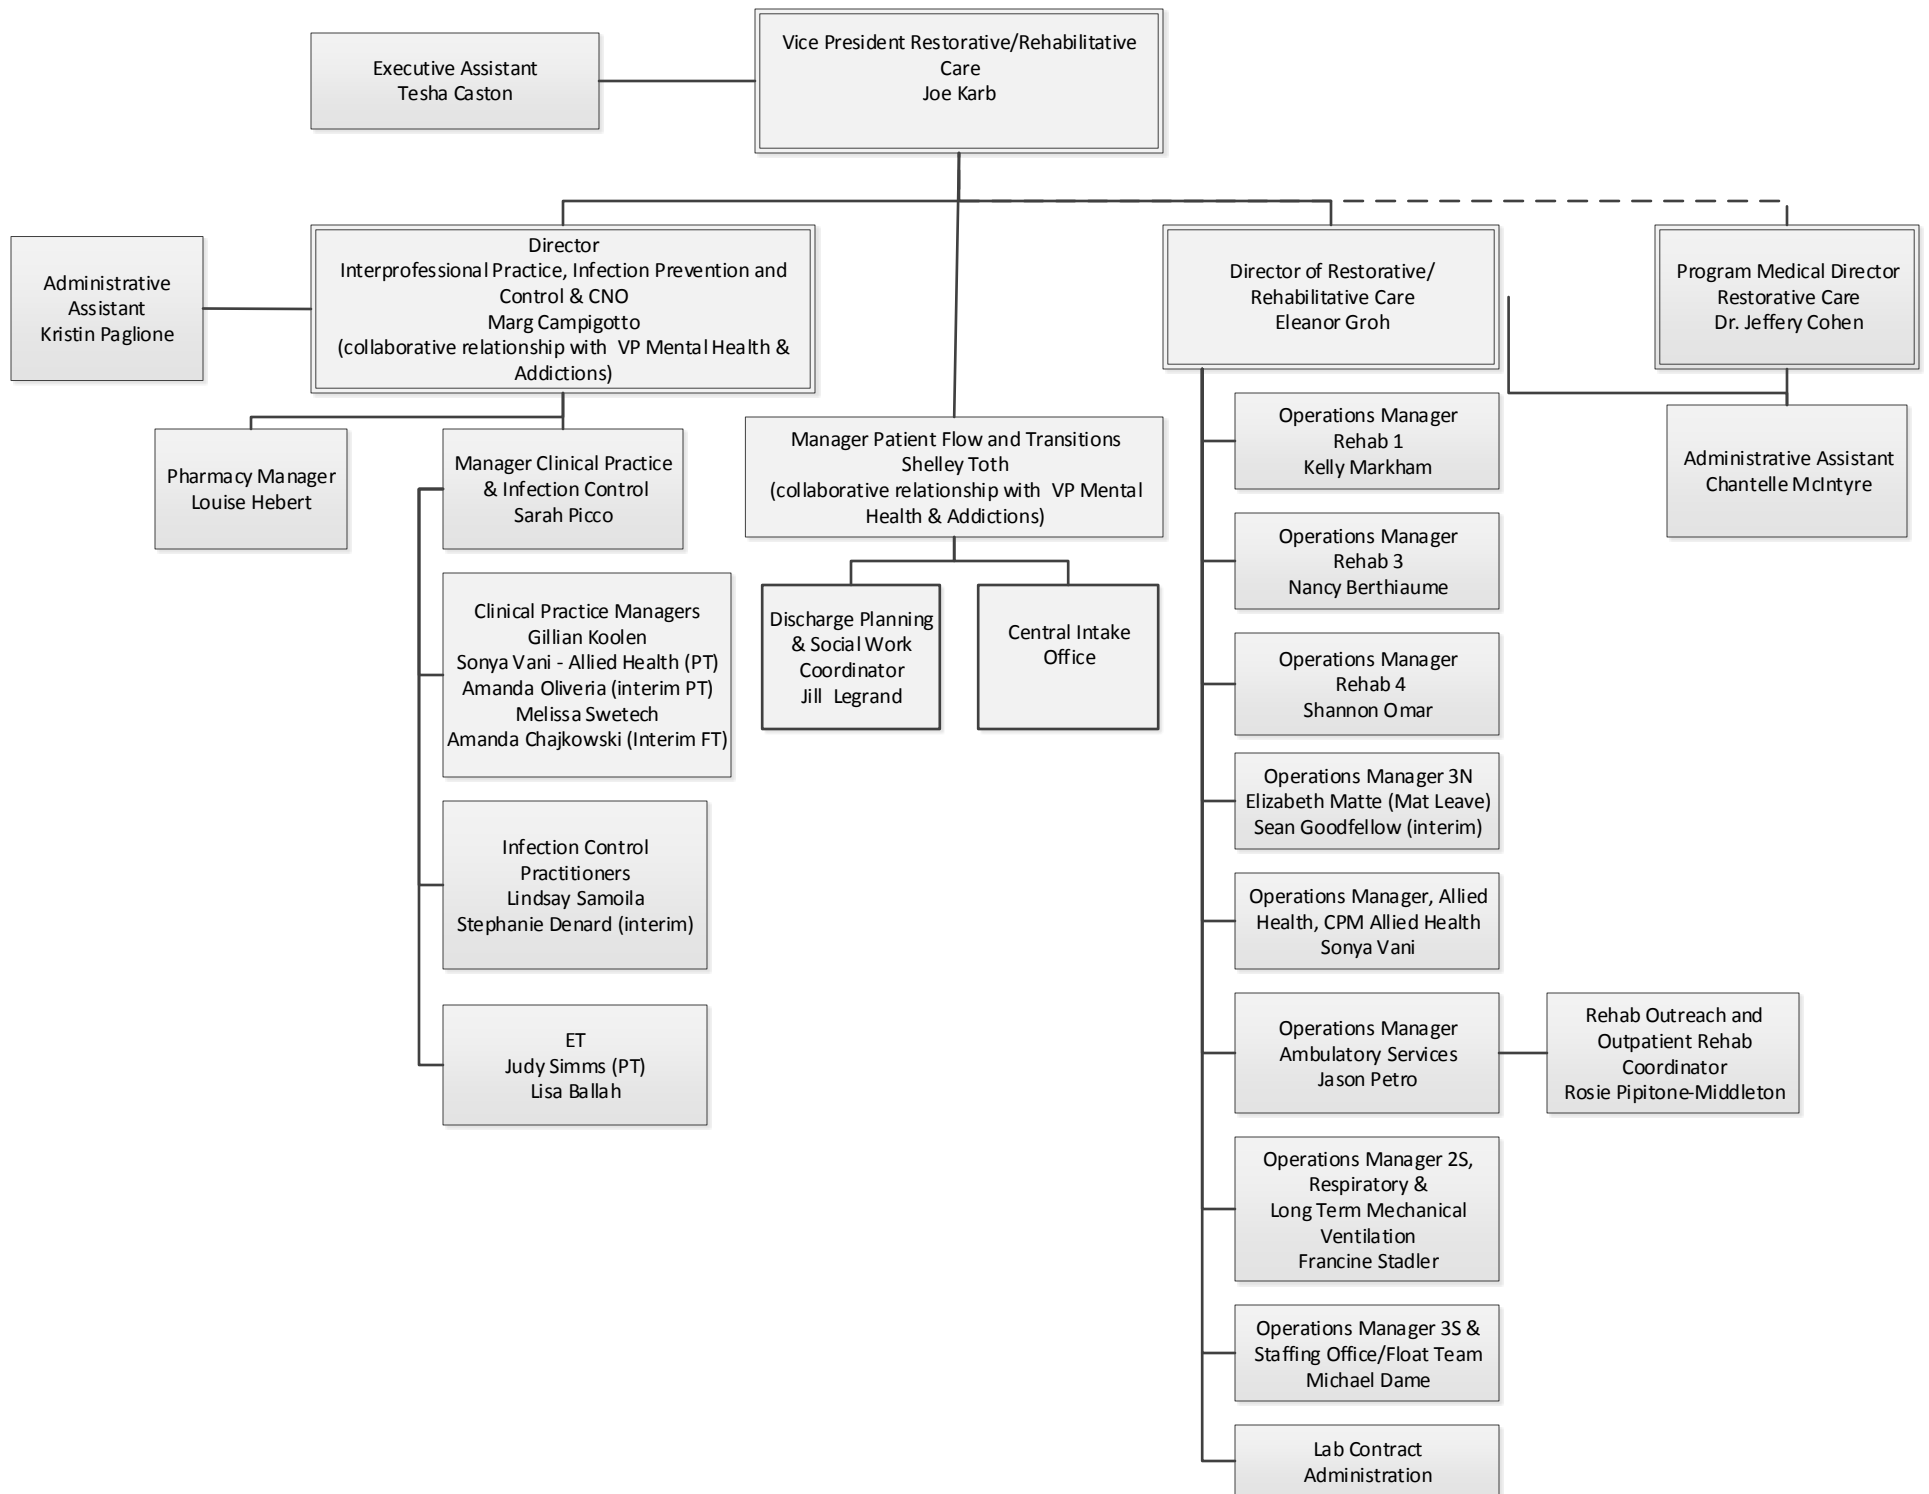 Vice President Restorative/Rehabilitative
Care
Joe Karb
Executive Assistant
Tesha Caston
Administrative
Assistant
Kristin Paglione
Director
Interprofessional Practice, Infection Prevention and
Control & CNO
Marg Campigotto
(collaborative relationship with VP Mental Health &
Addictions)
Director of Restorative/
Rehabilitative Care
Eleanor Groh
Program Medical Director
Restorative Care
Dr. Jeffery Cohen
Pharmacy Manager
Louise Hebert
Manager Clinical Practice
& Infection Control
Sarah Picco
Clinical Practice Managers
Gillian Koolen
Sonya Vani - Allied Health (PT)
Amanda Oliveria (interim PT)
Melissa Swetech
Amanda Chajkowski (Interim FT)
Infection Control
Practitioners
Lindsay Samoila
Stephanie Denard (interim)
ET
Judy Simms (PT)
Lisa Ballah
Manager Patient Flow and Transitions
Shelley Toth
(collaborative relationship with VP Mental
Health & Addictions)
Discharge Planning
& Social Work
Coordinator
Jill Legrand
Central Intake
Office
Operations Manager
Rehab 1
Kelly Markham
Operations Manager
Rehab 3
Nancy Berthiaume
Operations Manager
Rehab 4
Shannon Omar
Operations Manager 3N
Elizabeth Matte (Mat Leave)
Sean Goodfellow (interim)
Operations Manager, Allied
Health, CPM Allied Health
Sonya Vani
Operations Manager
Ambulatory Services
Jason Petro
Rehab Outreach and
Outpatient Rehab
Coordinator
Rosie Pipitone-Middleton
Operations Manager 2S,
Respiratory &
Long Term Mechanical
Ventilation
Francine Stadler
Operations Manager 3S &
Staffing Office/Float Team
Michael Dame
Lab Contract
Administration
Administrative Assistant
Chantelle McIntyre